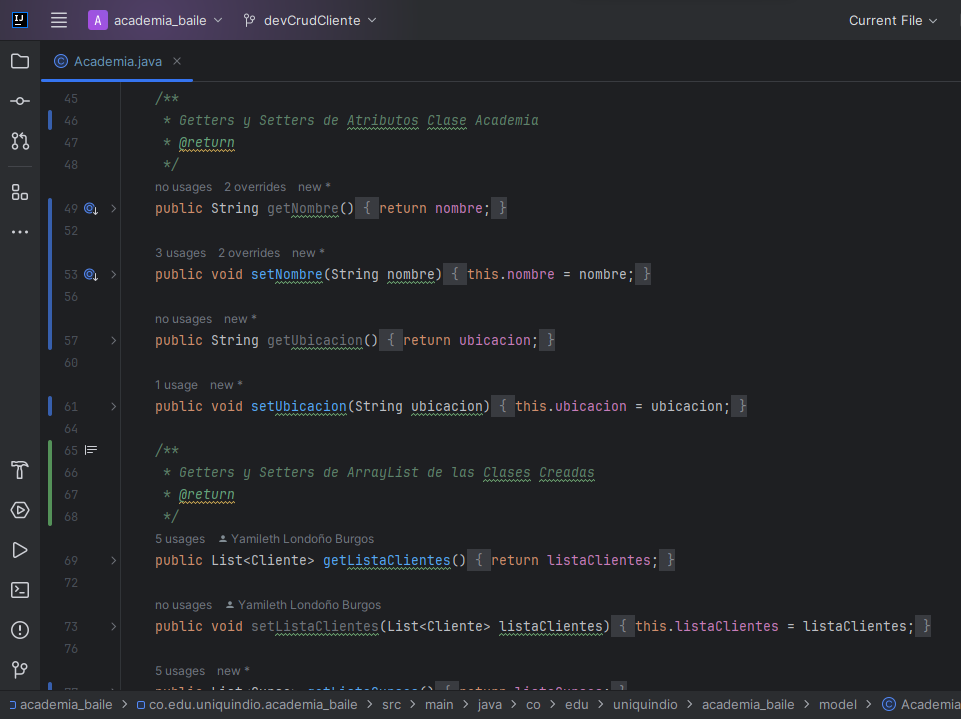 A academia_baile devCrudCliente Current File
Academia.java
45 /**
46 * Getters y Setters de Atributos Clase Academia
47 * @return
48 */
no usages 2 overrides new *
49 public String getNombre() { return nombre; }
52
3 usages 2 overrides new *
53 public void setNombre(String nombre) { this.nombre = nombre; }
56
no usages new *
57 public String getUbicacion() { return ubicacion; }
60
1 usage new *
61 public void setUbicacion(String ubicacion) { this.ubicacion = ubicacion; }
64
65 /**
66 * Getters y Setters de ArrayList de las Clases Creadas
67 * @return
68 */
5 usages Yamileth Londoño Burgos
69 public List<Cliente> getListaClientes() { return listaClientes; }
72
no usages Yamileth Londoño Burgos
73 public void setListaClientes(List<Cliente> listaClientes) { this.listaClientes = listaClientes; }
76
5 usages new *
academia_baile > co.edu.uniquindio.academia_baile > src > main > java > co > edu > uniquindio > academia_baile > model > Academia